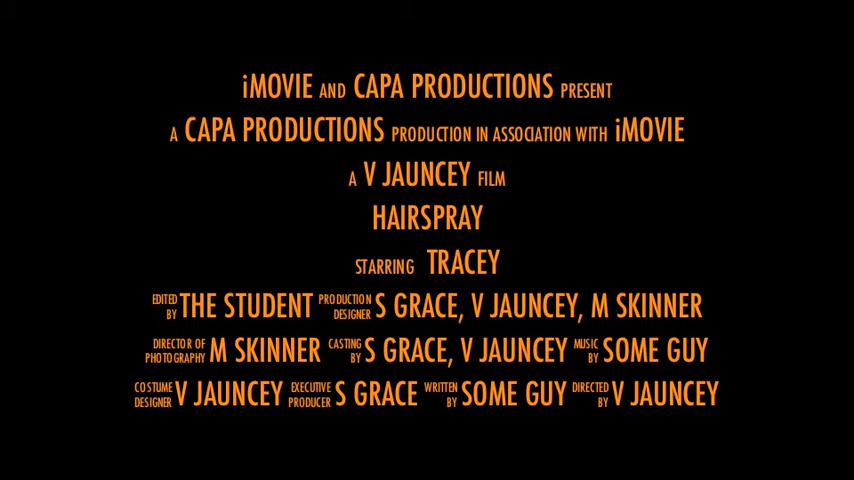 iMOVIE AND CAPA PRODUCTIONS PRESENT
A CAPA PRODUCTIONS PRODUCTION IN ASSOCIATION WITH iMOVIE
A V JAUNCEY FILM
HAIRSPRAY
STARRING TRACEY
EDITED BY THE STUDENT PRODUCTION DESIGNER S GRACE, V JAUNCEY, M SKINNER
DIRECTOR OF PHOTOGRAPHY M SKINNER CASTING BY S GRACE, V JAUNCEY MUSIC BY SOME GUY
COSTUME DESIGNER V JAUNCEY EXECUTIVE PRODUCER S GRACE WRITTEN BY SOME GUY DIRECTED BY V JAUNCEY